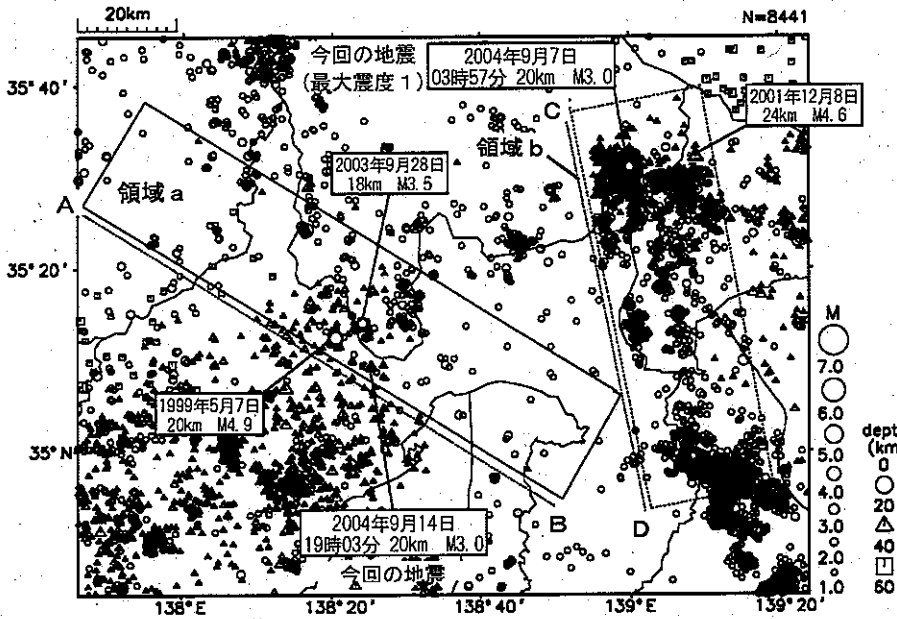 20km
N=8441
今回の地震
(最大震度1)
2004年9月7日
03時57分 20km M3.0
35°40'
C
2001年12月8日
24km M4.6
領域b
2003年9月28日
18km M3.5
領域a
A
35°20'
M
7.0
6.0
5.0
4.0
3.0
2.0
1.0
1999年5月7日
20km M4.9
35°N
depth
(km)
0
20
40
60
2004年9月14日
19時03分 20km M3.0
今回の地震
B
D
138°E
138°20'
138°40'
139°E
139°20'